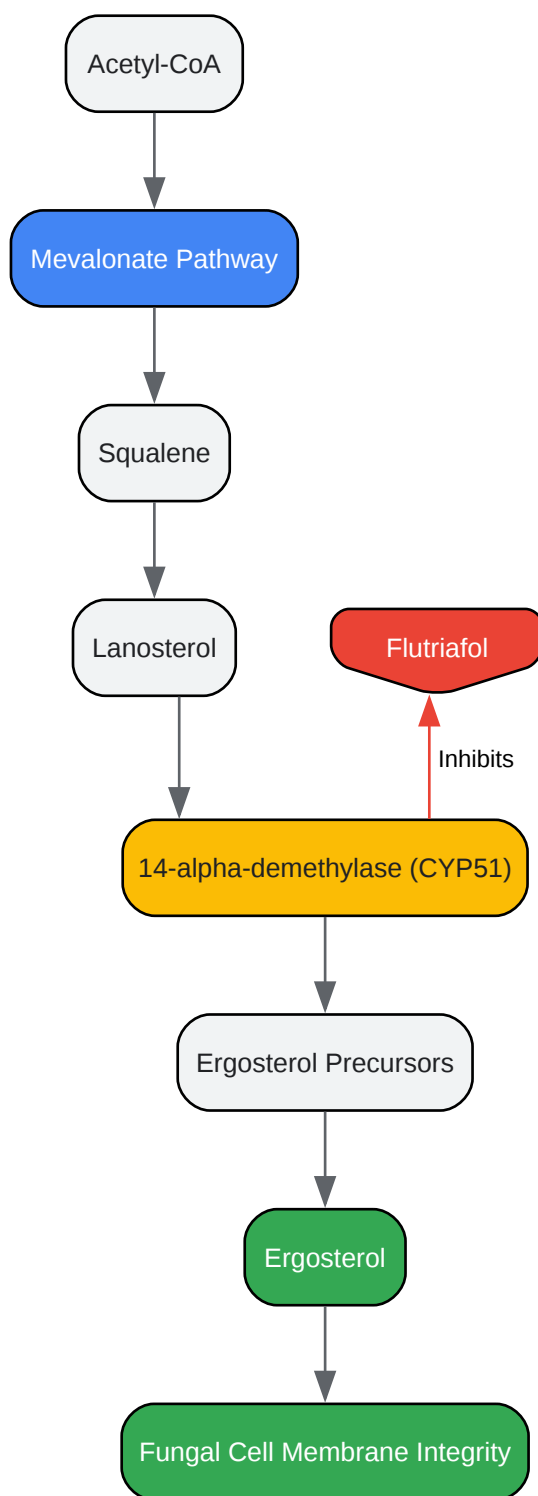 Acetyl-CoA
Mevalonate Pathway
Squalene
Lanosterol
Flutriafol
Inhibits
14-alpha-demethylase (CYP51)
Ergosterol Precursors
Ergosterol
Fungal Cell Membrane Integrity